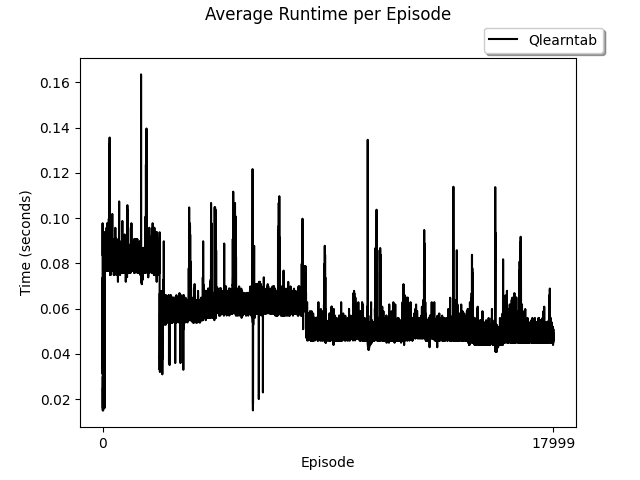 Average Runtime per Episode
Qlearntab
0.16
0.14
0.12
0.10
0.08
0.06
0.04
0.02
Time (seconds)
0
17999
Episode